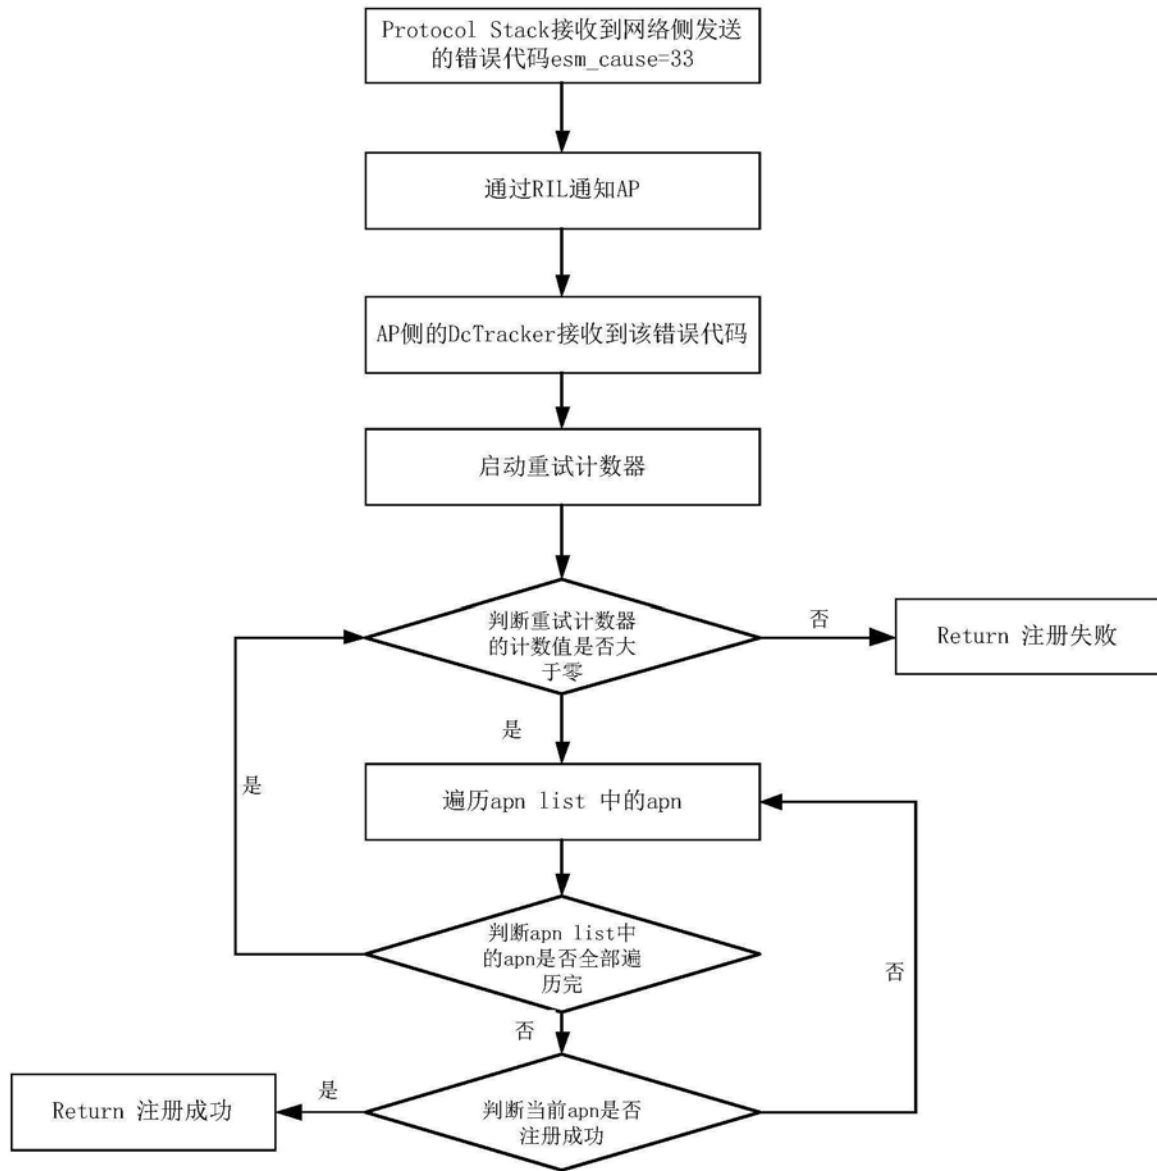 Protocol Stack接收到网络侧发送
的错误代码esm_cause=33
通过RIL通知AP
AP侧的DcTracker接收到该错误代码
启动重试计数器
判断重试计数器
的计数值是否大
于零
否
Return 注册失败
是
是
遍历apn list 中的apn
判断apn list中
的apn是否全部遍
历完
否
否
判断当前apn是否
注册成功
是
Return 注册成功